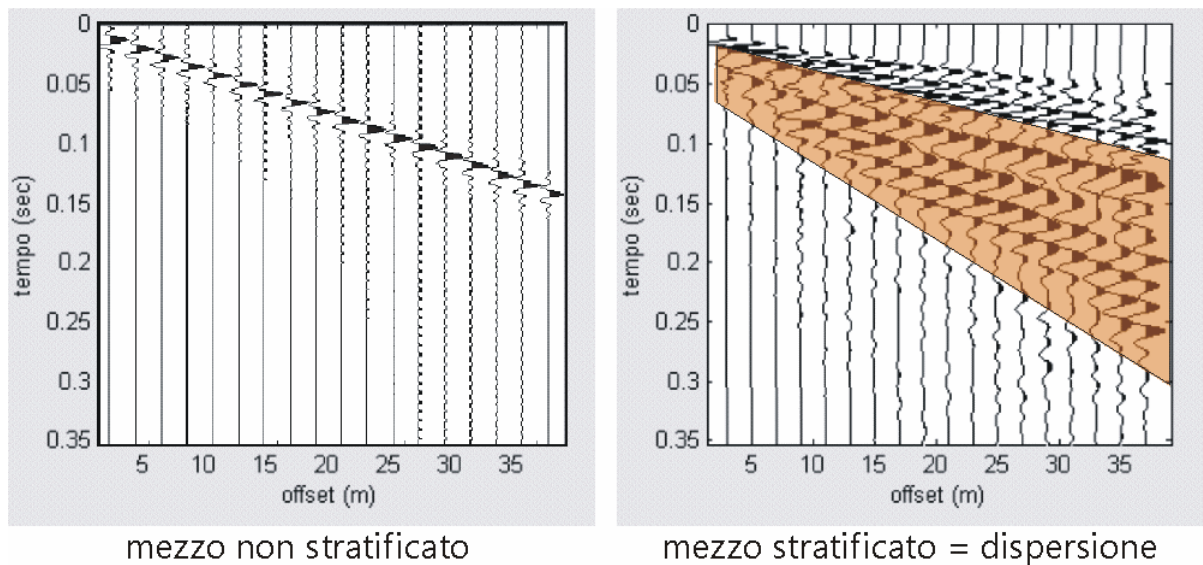 0
0.05
0.1
0.15
0.2
0.25
0.3
0.35
tempo (sec)
5 10 15 20 25 30 35
offset (m)
mezzo non stratificato
0
0.05
0.1
0.15
0.2
0.25
0.3
0.35
tempo (sec)
5 10 15 20 25 30 35
offset (m)
mezzo stratificato = dispersione